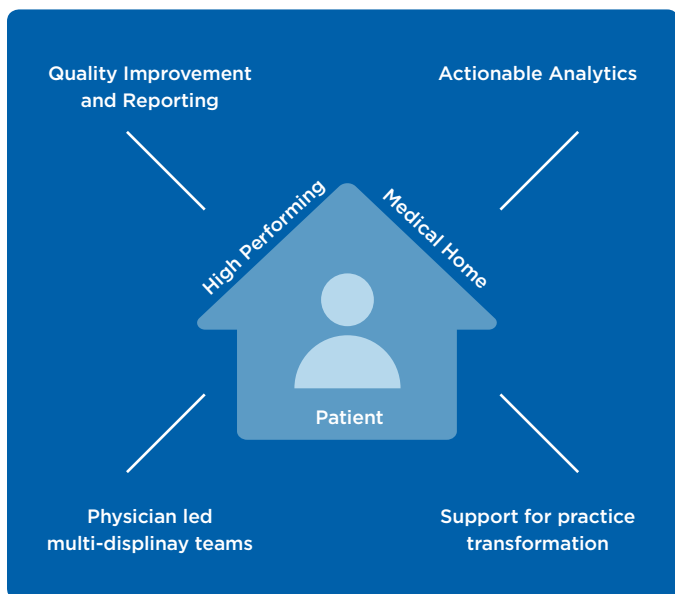 Quality Improvement
and Reporting
Actionable Analytics
High Performing
Medical Home
Patient
Physician led
multi-displinay teams
Support for practice
transformation